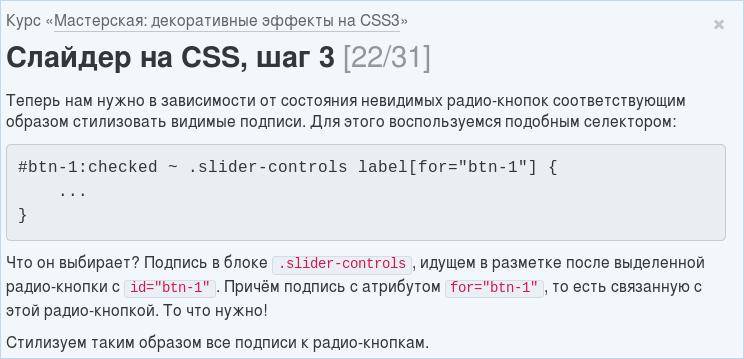 Курс «Мастерская: декоративные эффекты на CSS3»
×
Слайдер на CSS, шаг 3 [22/31]
Теперь нам нужно в зависимости от состояния невидимых радио-кнопок соответствующим
образом стилизовать видимые подписи. Для этого воспользуемся подобным селектором:
#btn-1:checked ~ .slider-controls label[for="btn-1"] {
    ...
}
Что он выбирает? Подпись в блоке .slider-controls, идущем в разметке после выделенной
радио-кнопки с id="btn-1". Причём подпись с атрибутом for="btn-1", то есть связанную с
этой радио-кнопкой. То что нужно!
Стилизуем таким образом все подписи к радио-кнопкам.